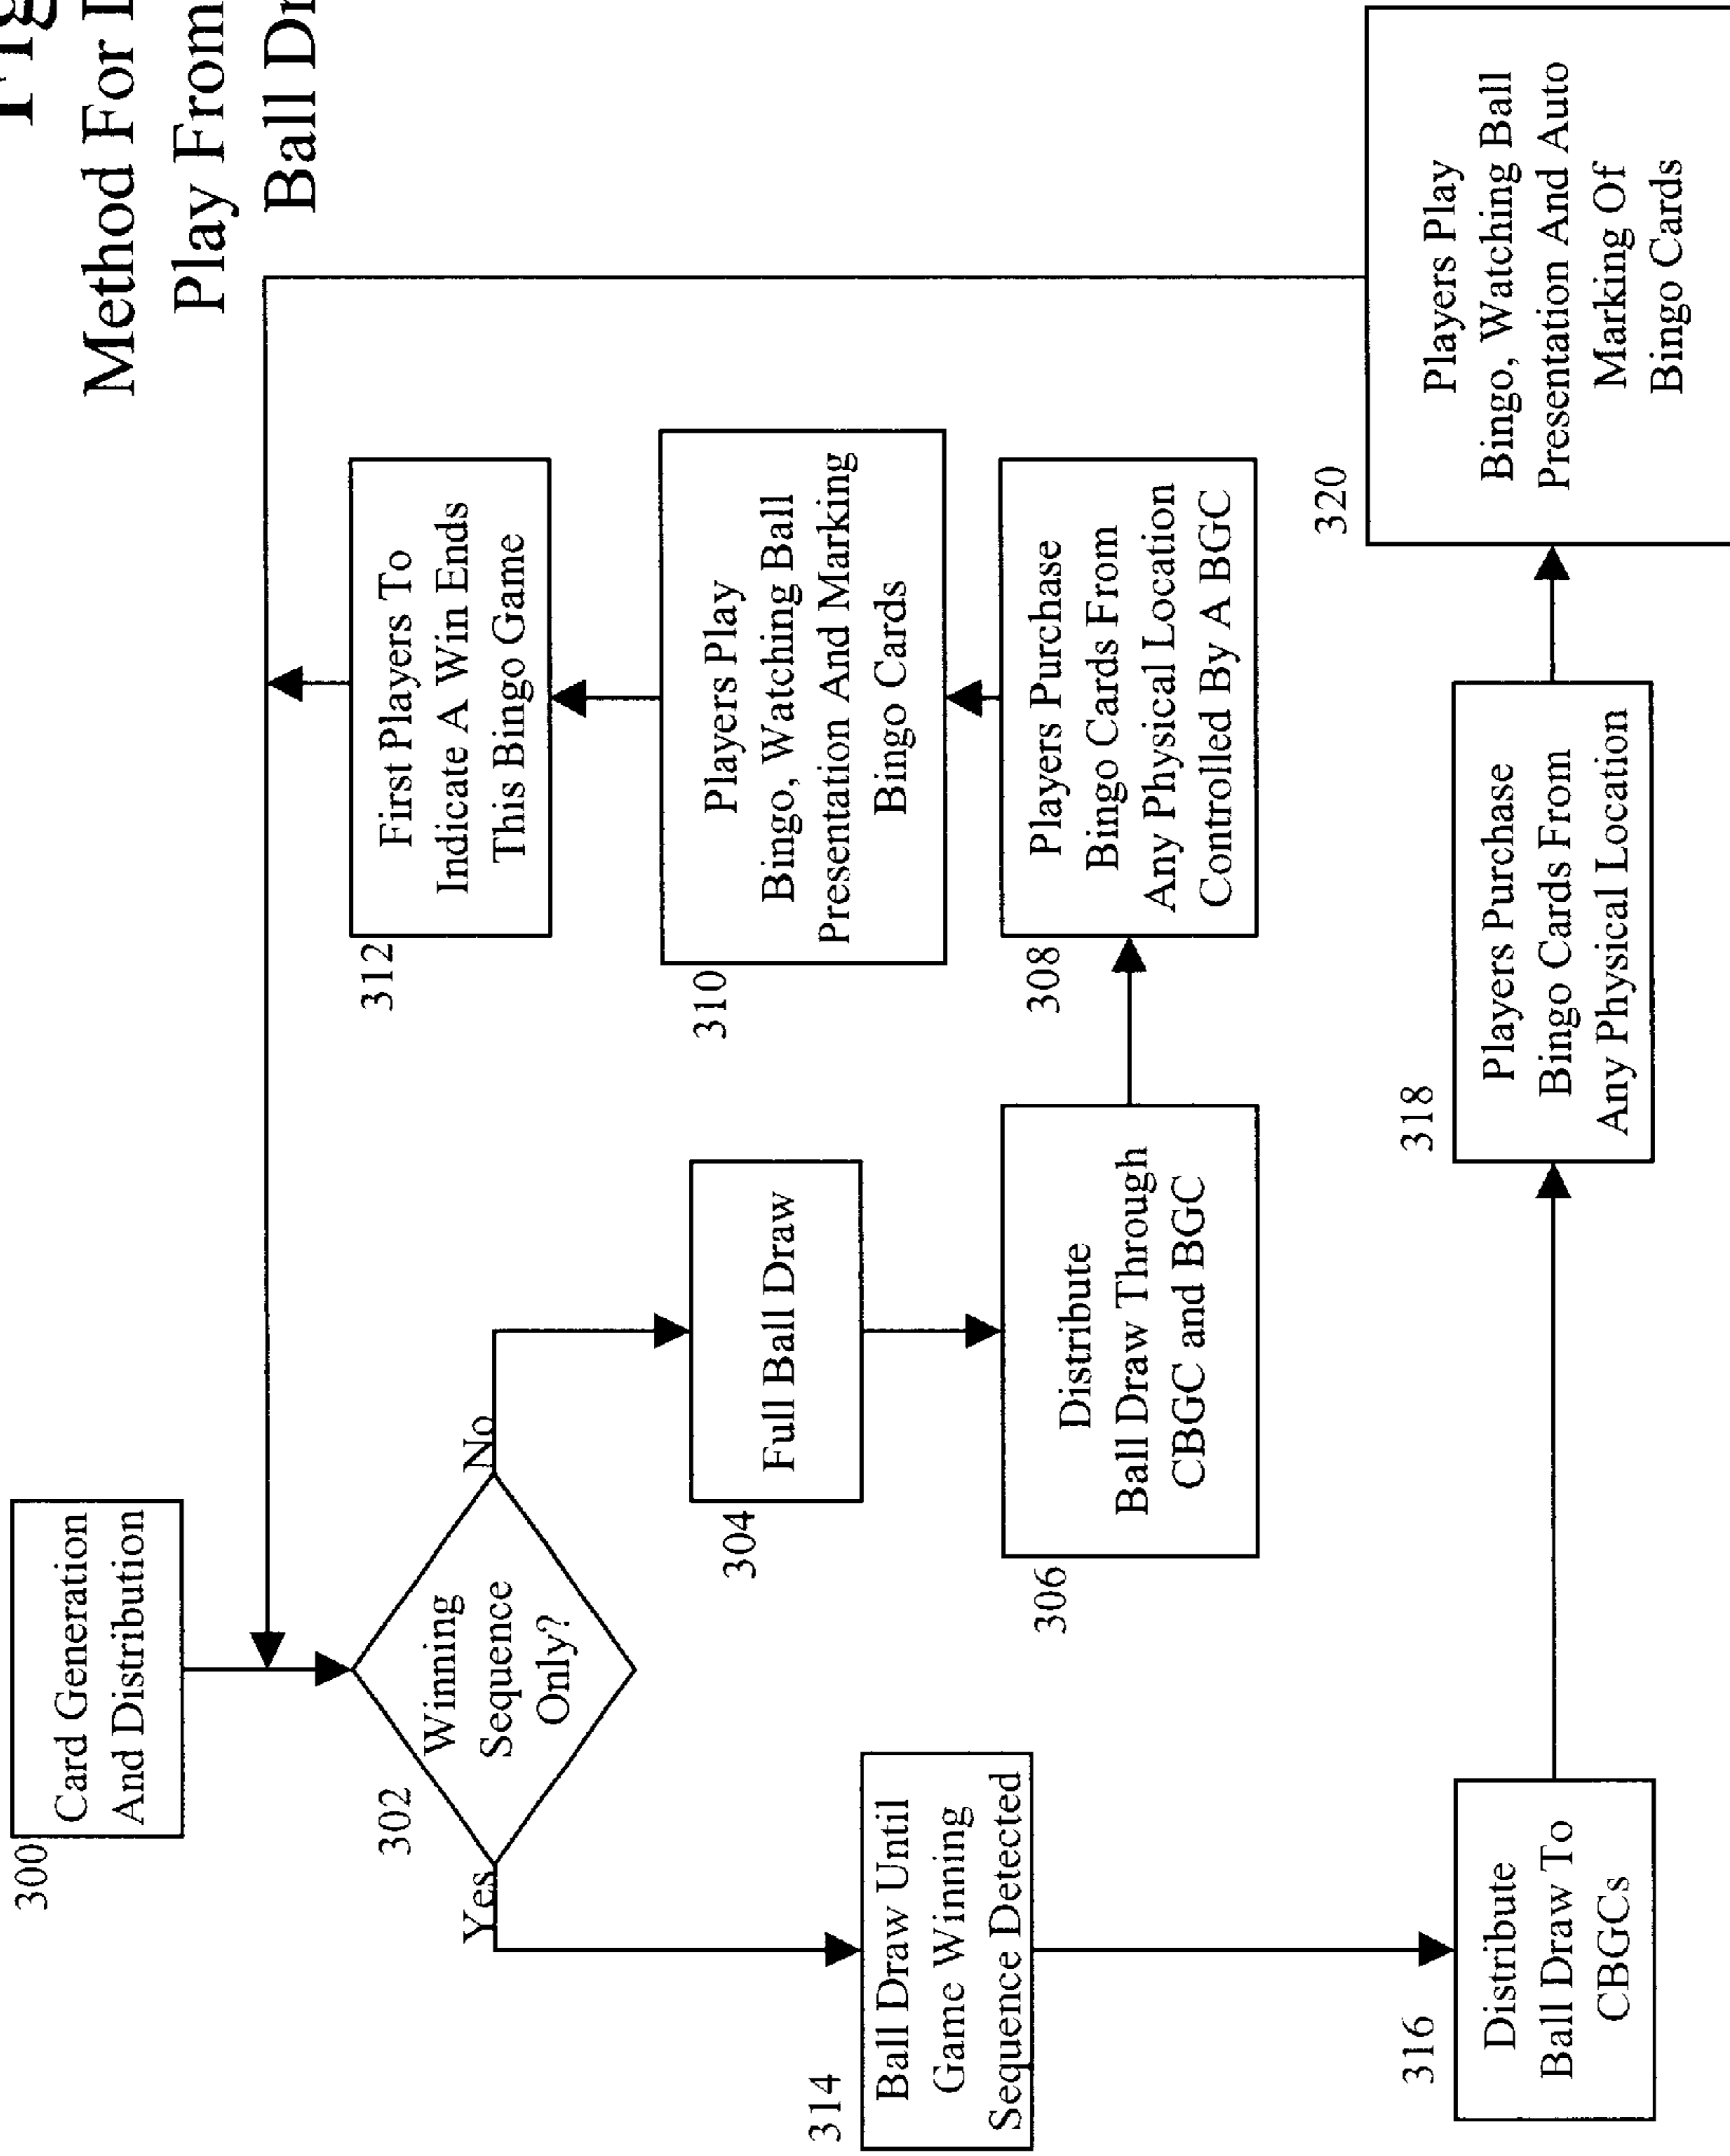 Method For
Play From
Ball
300
Card Generation
And Distribution
302
Winning
Sequence
Only?
Yes
No
304
Full Ball Draw
306
Distribute
Ball Draw Through
CBGC and BGC
308
Players Purchase
Bingo Cards From
Any Physical Location
Controlled By A BGC
310
Players Play
Bingo, Watching Ball
Presentation And Marking
Bingo Cards
312
First Players To
Indicate A Win Ends
This Bingo Game
314
Ball Draw Until
Game Winning
Sequence Detected
316
Distribute
Ball Draw To
CBGCs
318
Players Purchase
Bingo Cards From
Any Physical Location
320
Players Play
Bingo, Watching Ball
Presentation And Auto
Marking Of
Bingo Cards